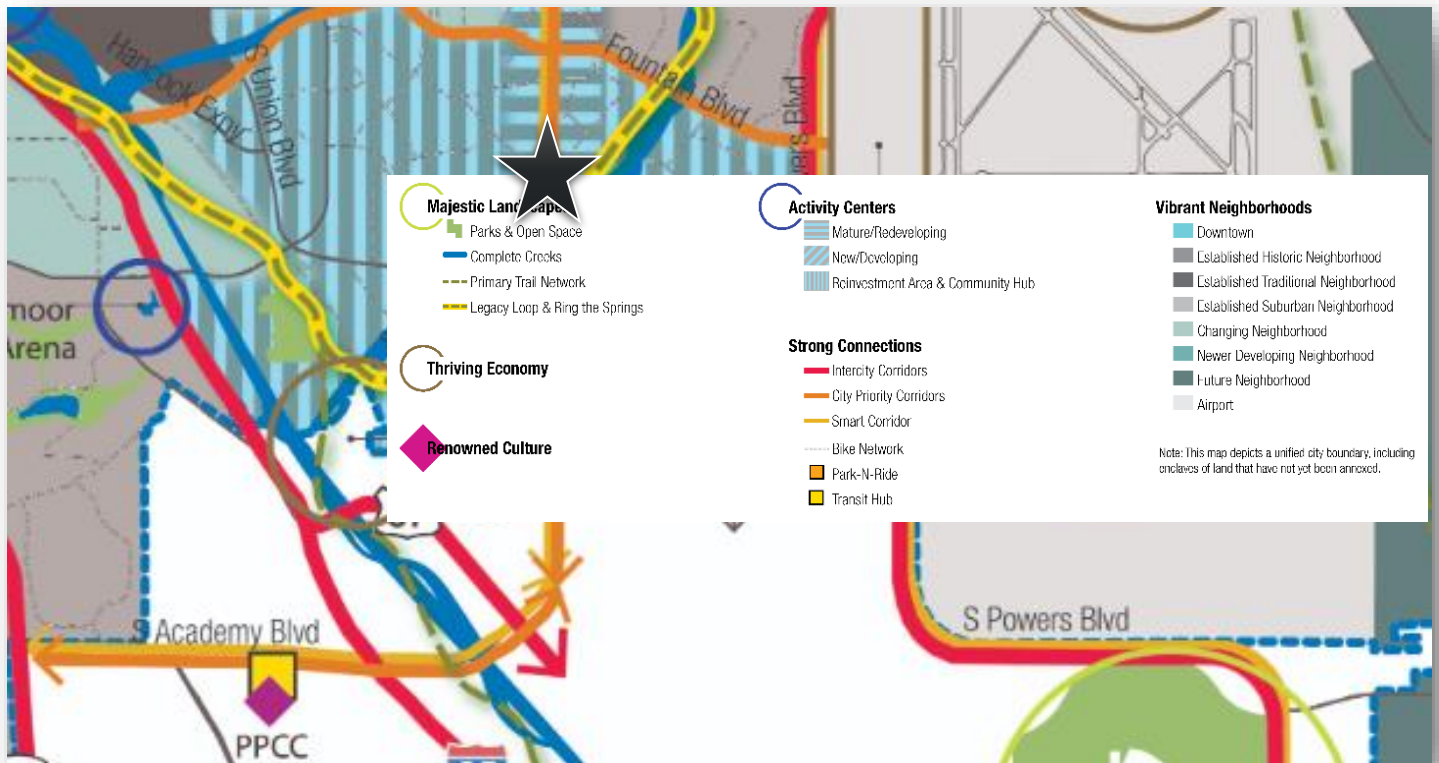 Hancock Expy
S Union Blvd
Fountain Blvd
ers Blvd
moor
Arena
Majestic Landscape
Parks & Open Space
Complete Creeks
Primary Trail Network
Legacy Loop & Ring the Springs
Thriving Economy
Renowned Culture
Activity Centers
Mature/Redeveloping
New/Developing
Reinvestment Area & Community Hub
Strong Connections
Intercity Corridors
City Priority Corridors
Smart Corridor
Bike Network
Park-N-Ride
Transit Hub
Vibrant Neighborhoods
Downtown
Established Historic Neighborhood
Established Traditional Neighborhood
Established Suburban Neighborhood
Changing Neighborhood
Newer Developing Neighborhood
Future Neighborhood
Airport
Note: This map depicts a unified city boundary, including
enclaves of land that have not yet been annexed.
S Academy Blvd
S Powers Blvd
PPCC